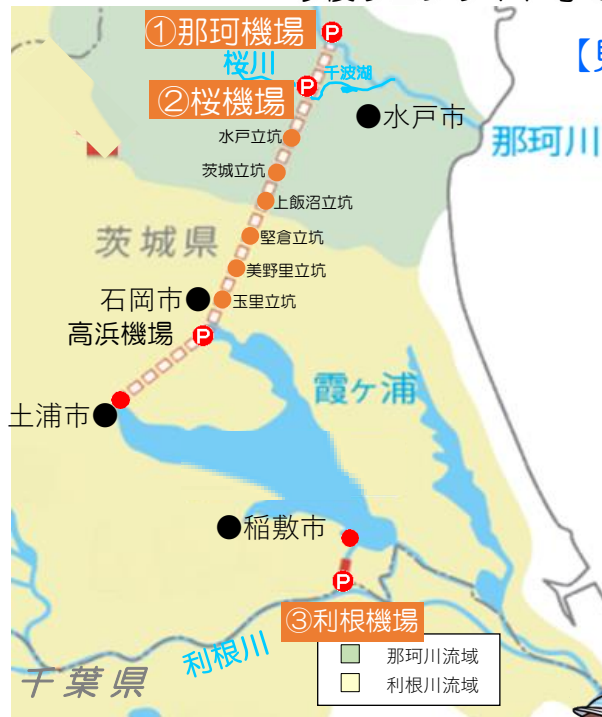 ①那珂機場
【
桜川
千波湖
②桜機場
水戸市
那珂川
水戸立坑
茨城立坑
上飯沼立坑
茨城県
堅倉立坑
美野里立坑
石岡市
玉里立坑
高浜機場
P
P
P
P
霞ヶ浦
土浦市
稲敷市
③利根機場
利根川
那珂川流域
利根川流域
千葉県